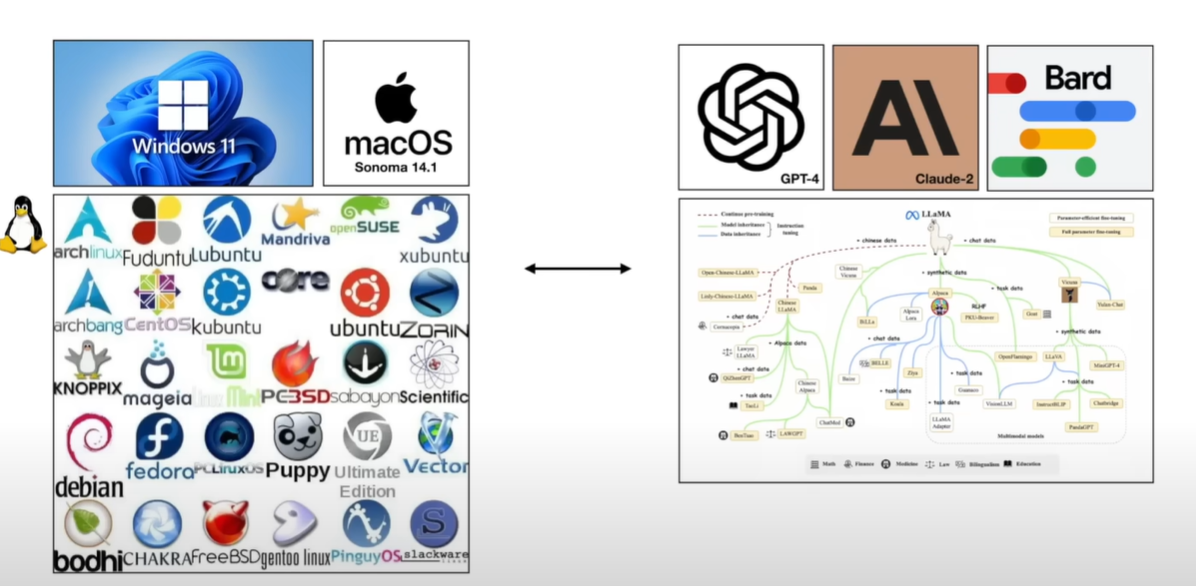 Windows 11
macOS
Sonoma 14.1
archlinux
Fuduntu
Lubuntu
Mandriva
openSUSE
xubuntu
archbang
CentOS
kubuntu
core
ubuntu
ZORIN
KNOPPIX
mageia
Linux Mint
PC3SD
sabayon
Scientific
debian
fedora
PCLinuxOS
Puppy
UE
Ultimate
Edition
Vector
bodhi
CHAKRA
FreeBSD
gentoo linux
PinguyOS
S
slackware
GPT-4
Claude-2
Bard
LLaMA
Continue pre-training
Model inheritance
Data inheritance
Instruction
tuning
Parameter-efficient fine-tuning
Full parameter fine-tuning
+ chinese data
+ chat data
Open-Chinese-LLaMA
Linly-Chinese-LLaMA
Panda
Chinese
Vicuna
+ synthetic data
+ task data
Vicuna
Yulan-Chat
Chinese
LLaMA
Alpaca
Alpaca
Lora
RLHF
PKU-Beaver
Goat
BiLLa
+ chat data
Cornucopia
+ synthetic data
+ Alpaca data
Lawyer
LLaMA
+ chat data
+ chat data
QiZhenGPT
BELLE
Ziya
OpenFlamingo
LLaVA
MiniGPT-4
+ task data
TaoLi
Chinese
Alpaca
Baize
+ task data
Koala
+ task data
Guanaco
+ task data
VisionLLM
+ task data
InstructBLIP
Chatbridge
BenTsao
LAWGPT
ChatMed
LLaMA
Adapter
PandaGPT
Multimodal models
Math
Finance
Medicine
Law
Bilingualism
Education